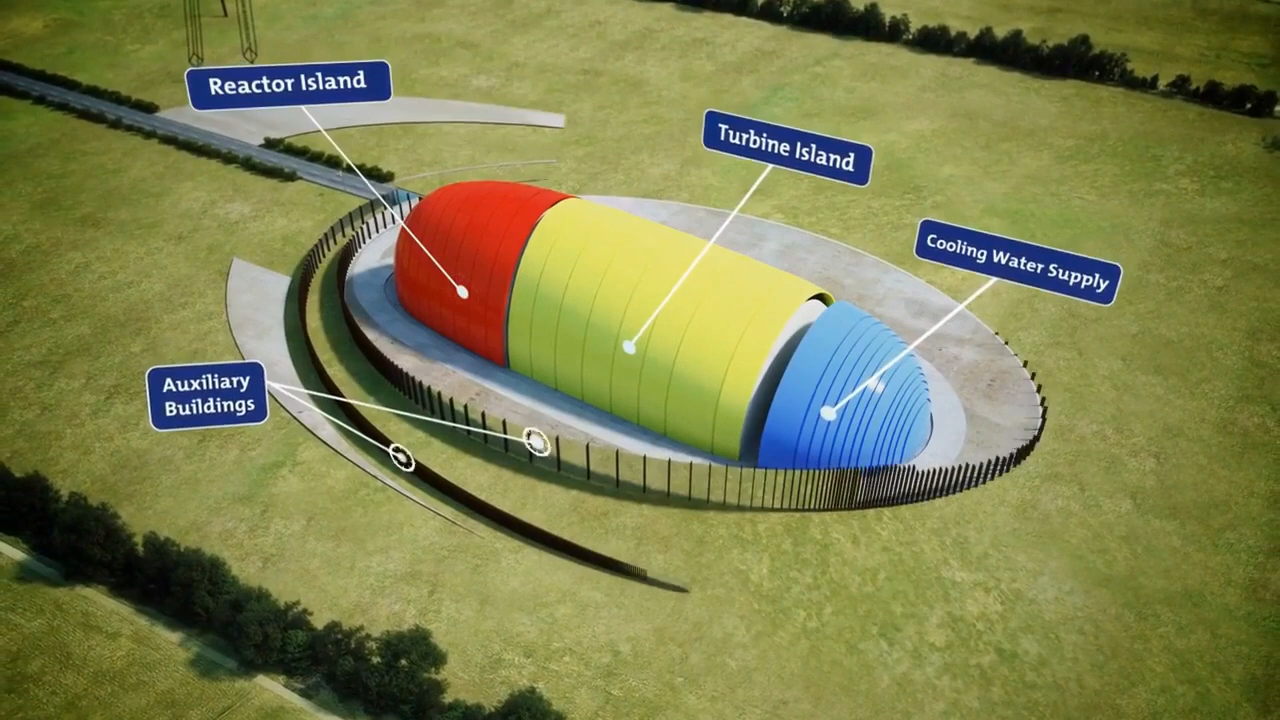 Reactor Island
Turbine Island
Cooling Water Supply
Auxiliary
Buildings